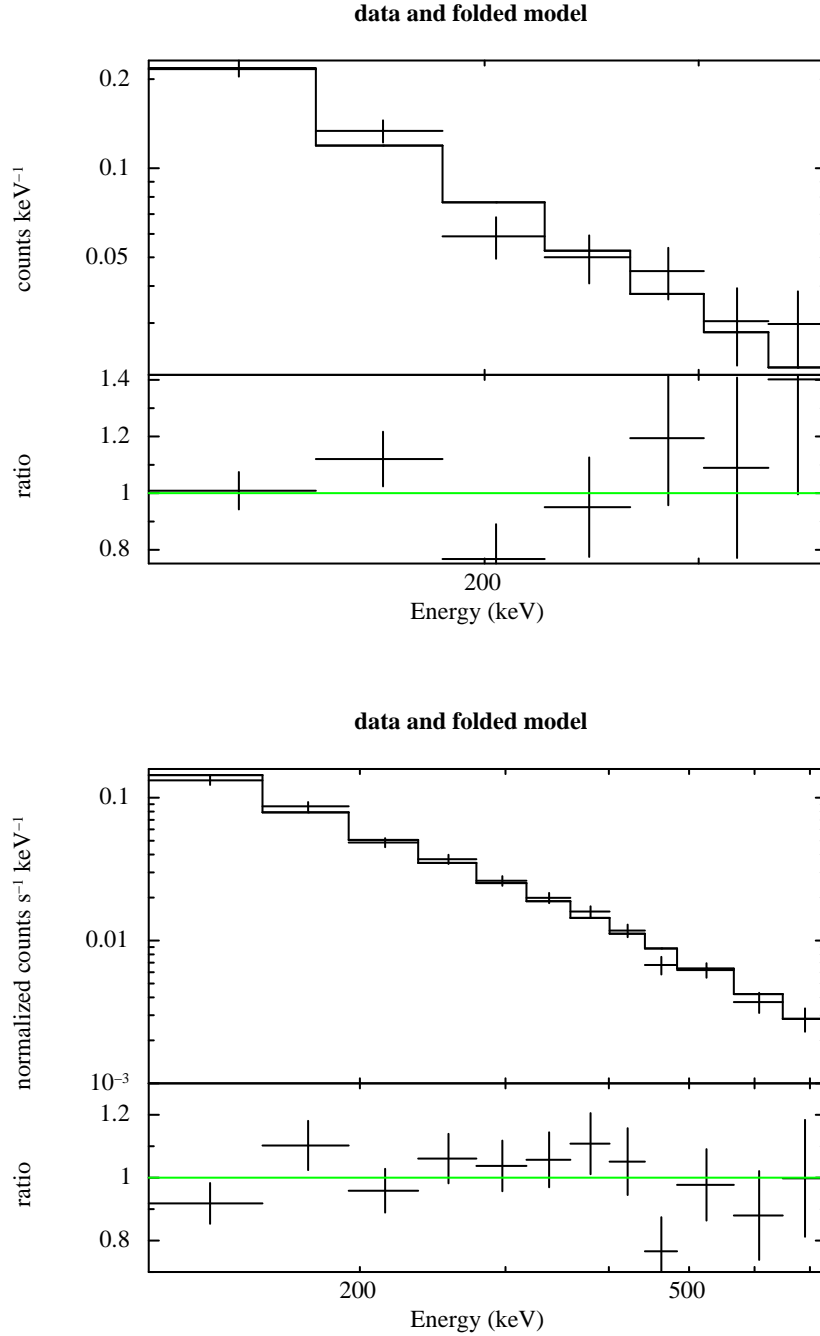 data and folded model
0.2
0.1
0.05
counts keV⁻¹
1.4
1.2
1
0.8
ratio
200
Energy (keV)
data and folded model
0.1
0.01
10⁻³
normalized counts s⁻¹ keV⁻¹
1.2
1
0.8
ratio
200
500
Energy (keV)